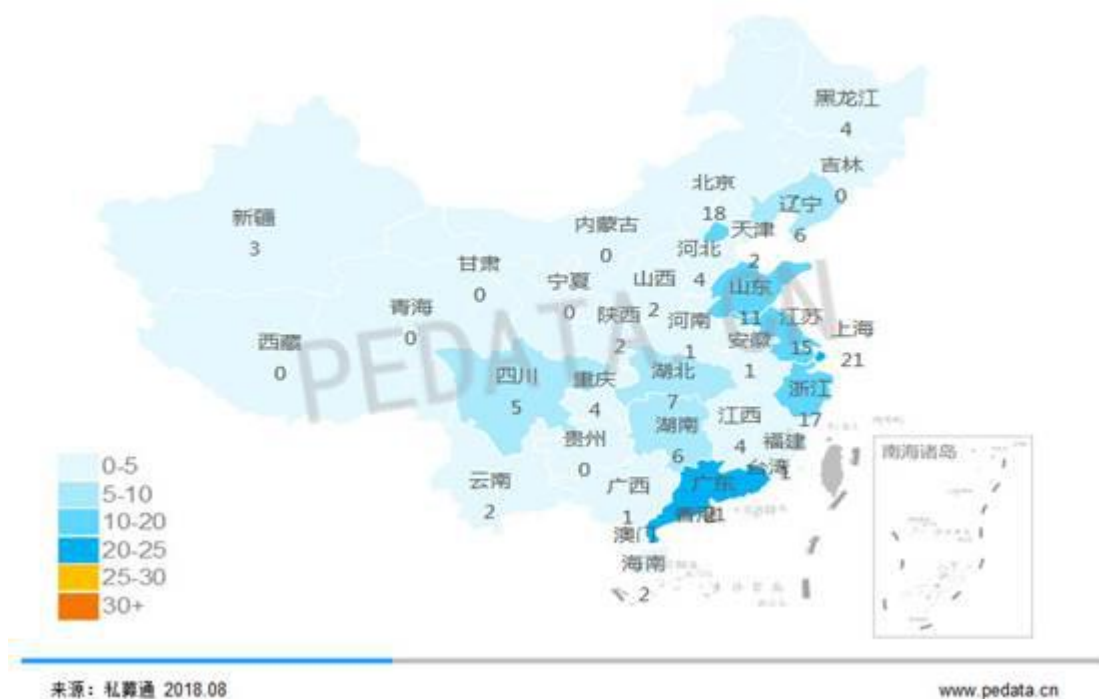 黑龙江
4
吉林
0
北京
18
辽宁
6
天津
2
新疆
3
内蒙古
0
河北
4
甘肃
0
宁夏
0
山西
2
山东
11
青海
0
陕西
2
河南
1
江苏
15
上海
21
西藏
0
安徽
1
四川
5
重庆
4
湖北
7
浙江
17
江西
4
湖南
6
福建
1
贵州
0
台湾
云南
2
广西
1
广东
21
香港
澳门
海南
2
南海诸岛
PEDATA.CN
0-5
5-10
10-20
20-25
25-30
30+
来源：私募通 2018.08
www.pedata.cn